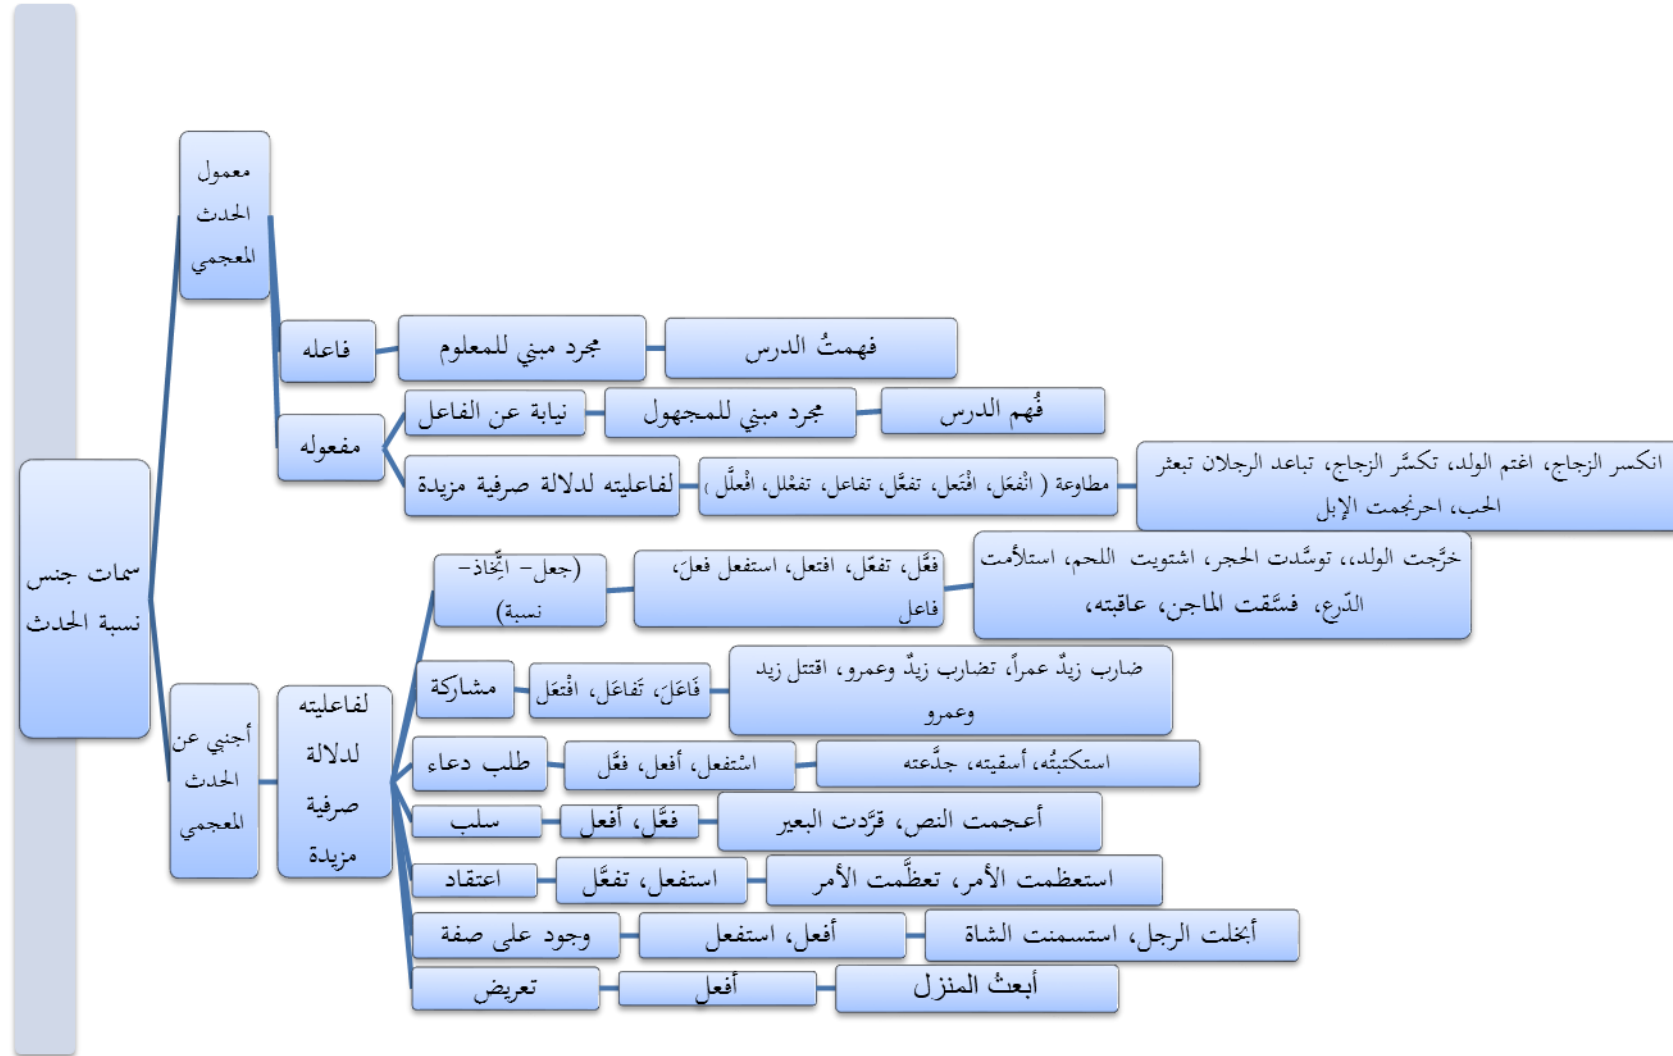 سمات جنس
نسبة الحدث
معمول
الحدث
المعجمي
فاعله
مجرد مبني للمعلوم
فهمتُ الدرس
مفعوله
نيابة عن الفاعل
مجرد مبني للمجهول
فُهم الدرس
لفاعليته لدلالة صرفية مزيدة
مطاوعة ( انْفعَل، افْتَعل، تفعَّل، تفاعل، تفعْلل، افْعلَّل )
انكسر الزجاج، اغتم الولد، تكسَّر الزجاج، تباعد الرجلان تبعثر
الحب، احرنجمت الإبل
أجنبي عن
الحدث
المعجمي
لفاعليته
لدلالة
صرفية
مزيدة
(جعل- اتِّخاذ-
نسبة)
فعَّل، تفعّل، افتعل، استفعل فعلَ،
فاعل
خرَّجت الولد،، توسَّدت الحجر، اشتويت اللحم، استلأمت
الدّرع، فسَّقت الماجن، عاقبته،
مشاركة
فَاعَلَ، تَفاعَل، افْتعَل
ضارب زيدٌ عمراً، تضارب زيدٌ وعمرو، اقتتل زيد
وعمرو
طلب دعاء
اسْتفعل، أفعل، فعَّل
استكتبتُه، أسقيته، جدَّعته
سلب
فعَّل، أفعل
أعجمت النص، قرَّدت البعير
اعتقاد
استفعل، تفعَّل
استعظمت الأمر، تعظَّمت الأمر
وجود على صفة
أفعل، استفعل
أبخلت الرجل، استسمنت الشاة
تعريض
أفعل
أبعتُ المنزل